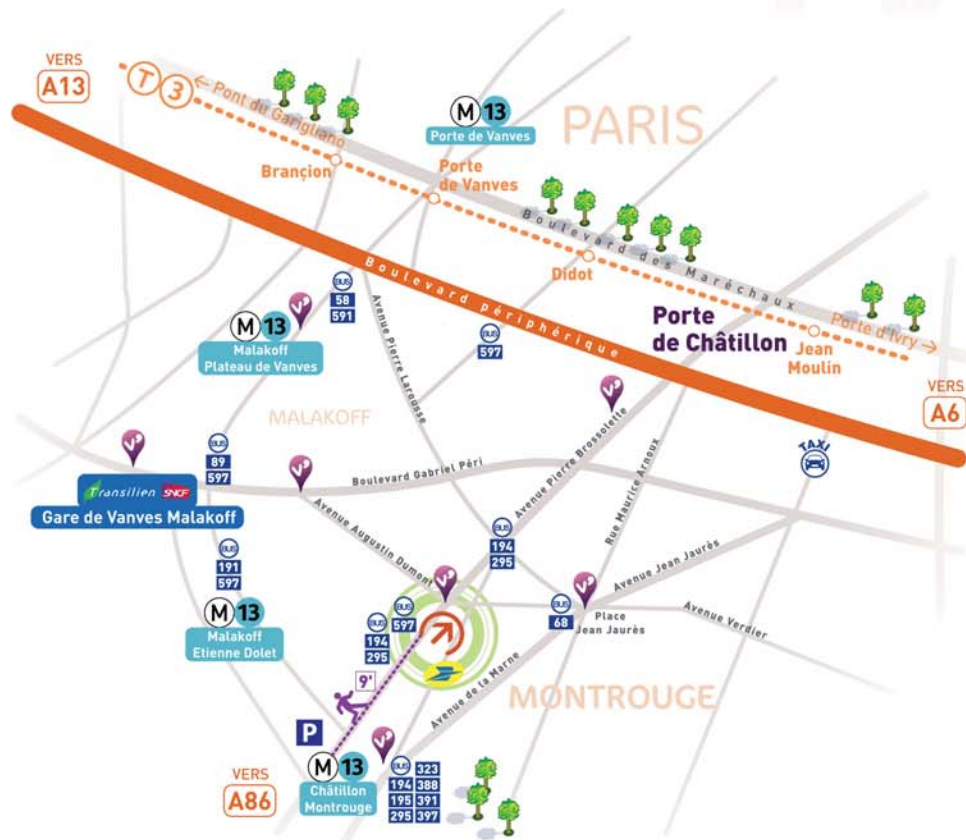 VERS
A13
T 3
← Pont du Garigliano
M 13
Porte de Vanves
PARIS
Brançion
Porte
de Vanves
Boulevard des Maréchaux
Didot
Boulevard périphérique
Porte
de Châtillon
Porte d'Ivry →
Jean
Moulin
VERS
A6
BUS
58
591
V'
M 13
Malakoff
Plateau de Vanves
Avenue Pierre Larousse
BUS
597
MALAKOFF
V'
V'
TAXI
BUS
89
597
V'
Transilien SNCF
Gare de Vanves Malakoff
Boulevard Gabriel Péri
Avenue Pierre Brossolette
Rue Maurice Arnoux
Avenue Augustin Dumont
BUS
194
295
BUS
191
597
Avenue Jean Jaurès
V'
V'
M 13
Malakoff
Etienne Dolet
BUS
597
BUS
194
295
BUS
68
Place
Jean Jaurès
Avenue Verdier
9'
Avenue de la Marne
MONTROUGE
P
V'
M 13
Châtillon
Montrouge
VERS
A86
BUS 323
194 388
195 391
295 397